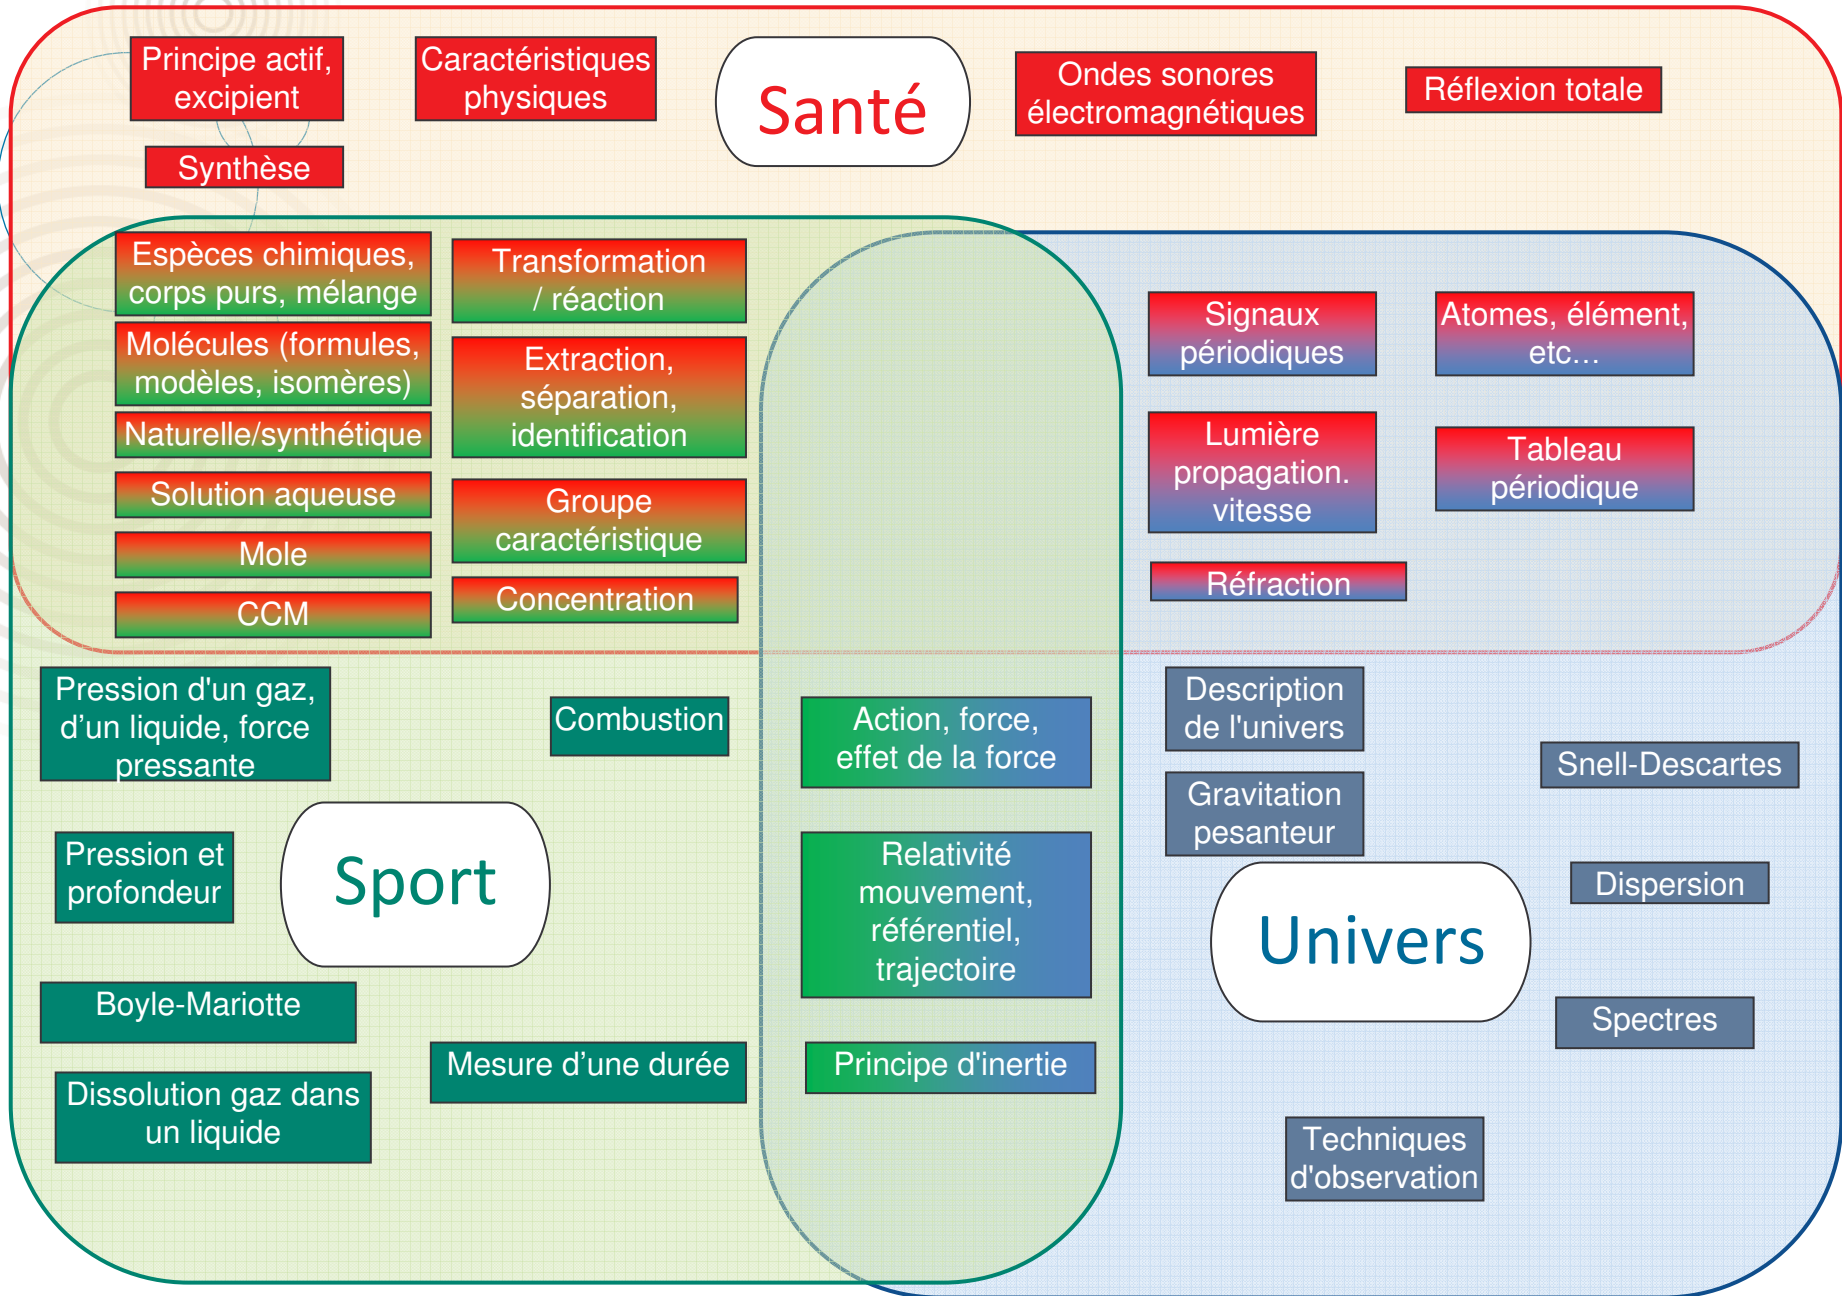 Principe actif,
excipient
Caractéristiques
physiques
Santé
Ondes sonores
électromagnétiques
Réflexion totale
Synthèse
Espèces chimiques,
corps purs, mélange
Transformation
/ réaction
Molécules (formules,
modèles, isomères)
Extraction,
séparation,
identification
Naturelle/synthétique
Solution aqueuse
Groupe
caractéristique
Mole
CCM
Concentration
Signaux
périodiques
Atomes, élément,
etc...
Lumière
propagation.
vitesse
Tableau
périodique
Réfraction
Pression d'un gaz,
d’un liquide, force
pressante
Combustion
Pression et
profondeur
Sport
Boyle-Mariotte
Mesure d’une durée
Dissolution gaz dans
un liquide
Action, force,
effet de la force
Relativité
mouvement,
référentiel,
trajectoire
Principe d'inertie
Description
de l'univers
Snell-Descartes
Gravitation
pesanteur
Dispersion
Univers
Spectres
Techniques
d'observation